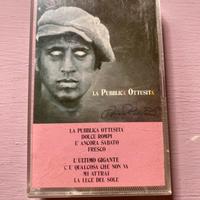 LA PUBBLICA OTTUSITÀ
LA PUBBLICA OTTUSITÀ
DOLCE ROMPI
È ANCORA SABATO
FRESCO
L'ULTIMO GIGANTE
C'È QUALCOSA CHE NON VA
MI ATTRAI
LA LUCE DEL SOLE